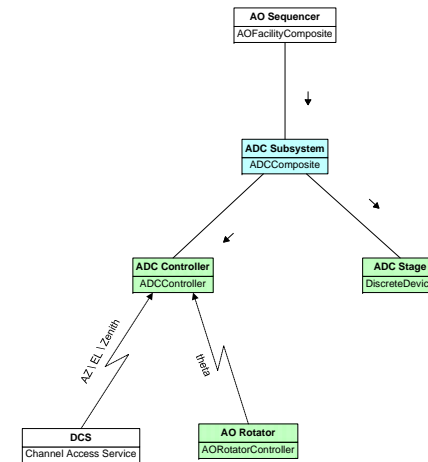 AO Sequencer
AOFacilityComposite
ADC Subsystem
ADCComposite
ADC Controller
ADCController
ADC Stage
DiscreteDevic
AZ \ EL \ Zenith
theta
DCS
Channel Access Service
AO Rotator
AORotatorController